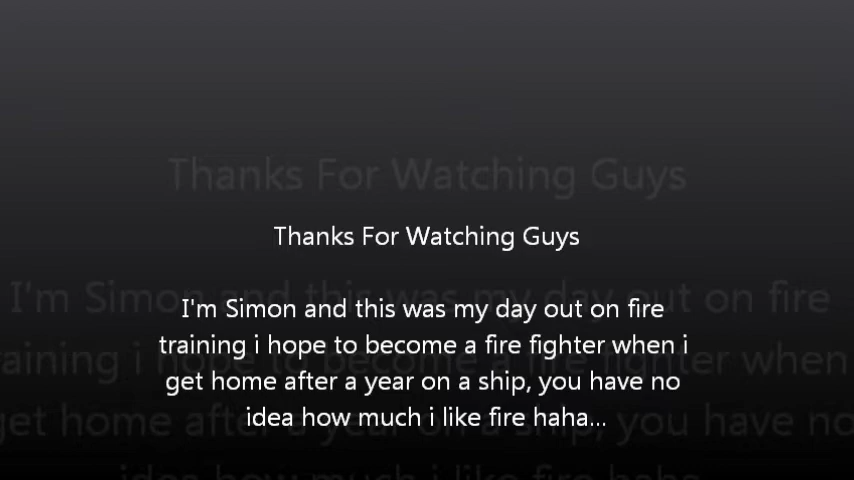 Thanks For Watching Guys
I'm Simon and this was my day out on fire
training i hope to become a fire fighter when i
get home after a year on a ship, you have no
idea how much i like fire haha...